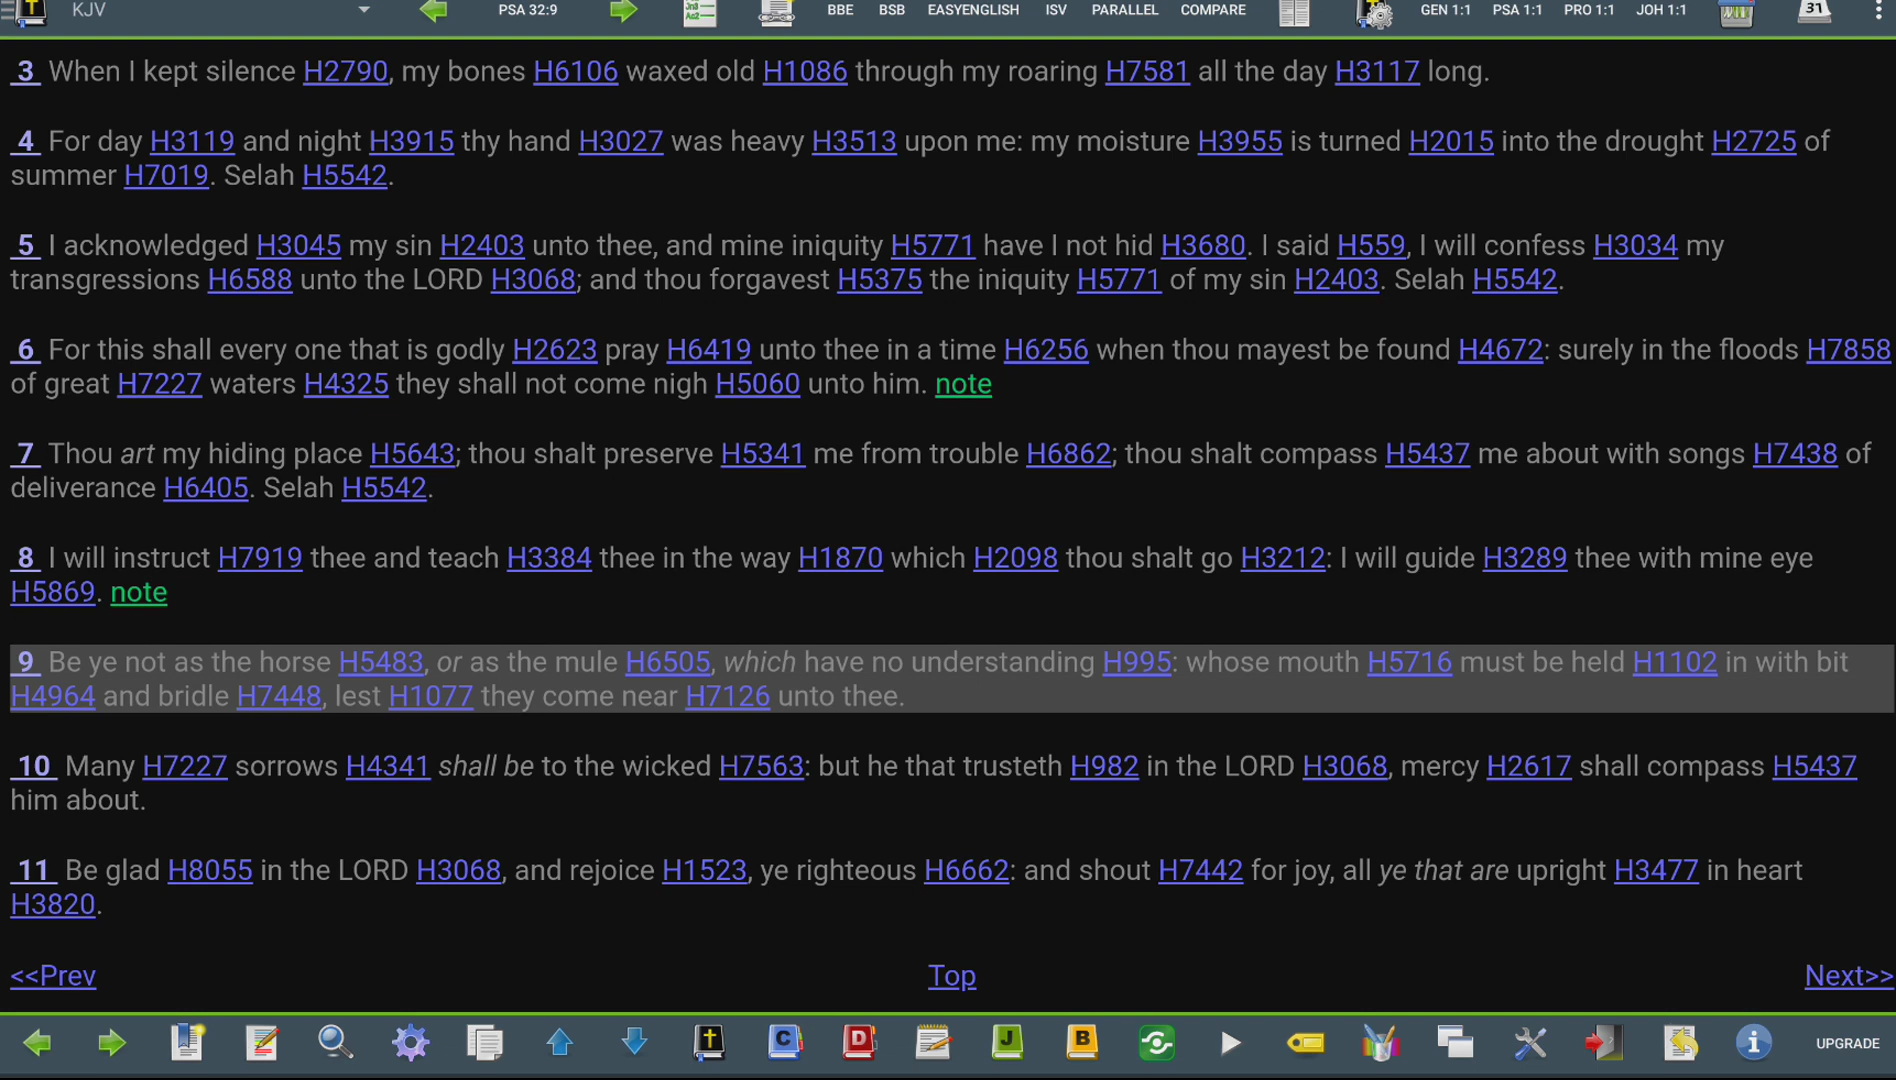 KJV PSA 32:9 BBE BSB EASYENGLISH ISV PARALLEL COMPARE GEN 1:1 PSA 1:1 PRO 1:1 JOH 1:1 31
3 When I kept silence H2790, my bones H6106 waxed old H1086 through my roaring H7581 all the day H3117 long.
4 For day H3119 and night H3915 thy hand H3027 was heavy H3513 upon me: my moisture H3955 is turned H2015 into the drought H2725 of
summer H7019. Selah H5542.
5 I acknowledged H3045 my sin H2403 unto thee, and mine iniquity H5771 have I not hid H3680. I said H559, I will confess H3034 my
transgressions H6588 unto the LORD H3068; and thou forgavest H5375 the iniquity H5771 of my sin H2403. Selah H5542.
6 For this shall every one that is godly H2623 pray H6419 unto thee in a time H6256 when thou mayest be found H4672: surely in the floods H7858
of great H7227 waters H4325 they shall not come nigh H5060 unto him. note
7 Thou art my hiding place H5643; thou shalt preserve H5341 me from trouble H6862; thou shalt compass H5437 me about with songs H7438 of
deliverance H6405. Selah H5542.
8 I will instruct H7919 thee and teach H3384 thee in the way H1870 which H2098 thou shalt go H3212: I will guide H3289 thee with mine eye
H5869. note
9 Be ye not as the horse H5483, or as the mule H6505, which have no understanding H995: whose mouth H5716 must be held H1102 in with bit
H4964 and bridle H7448, lest H1077 they come near H7126 unto thee.
10 Many H7227 sorrows H4341 shall be to the wicked H7563: but he that trusteth H982 in the LORD H3068, mercy H2617 shall compass H5437
him about.
11 Be glad H8055 in the LORD H3068, and rejoice H1523, ye righteous H6662: and shout H7442 for joy, all ye that are upright H3477 in heart
H3820.
<<Prev Top Next>>
C D J B UPGRADE